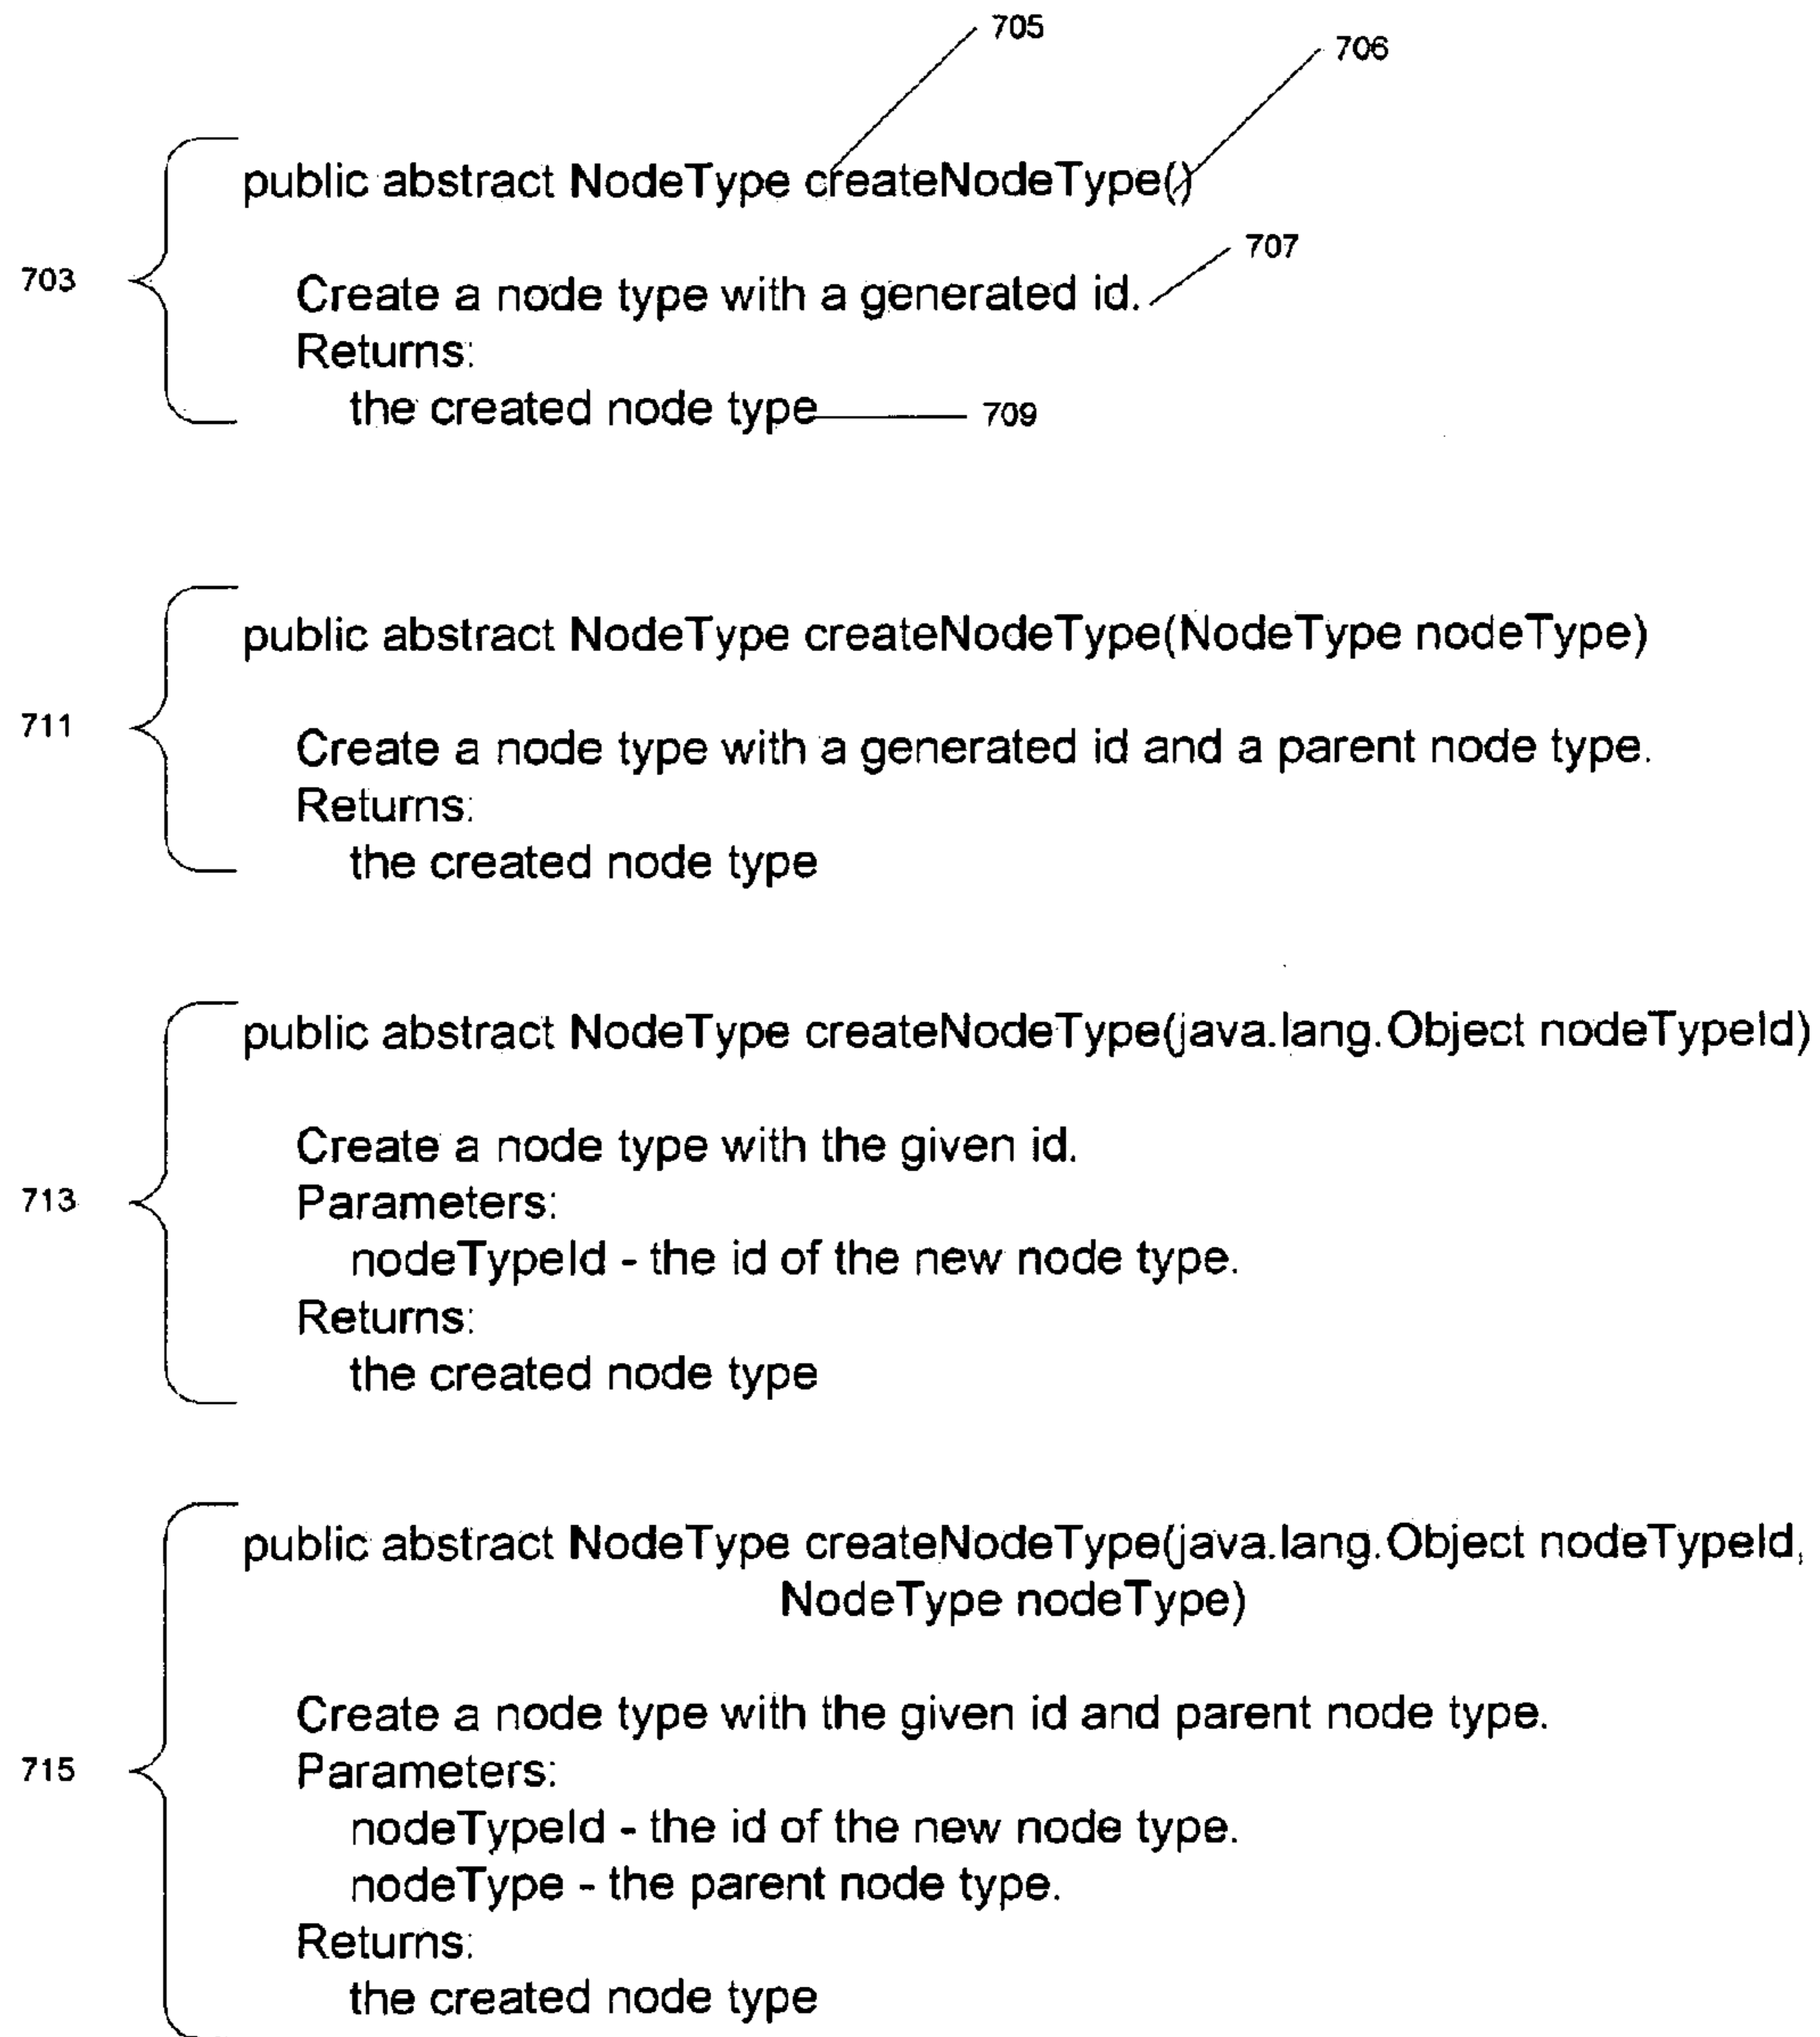 705
706
public abstract NodeType createNodeType()
707
703
Create a node type with a generated id.
Returns:
the created node type
709
public abstract NodeType createNodeType(NodeType nodeType)
711
Create a node type with a generated id and a parent node type.
Returns:
the created node type
public abstract NodeType createNodeType(java.lang.Object nodeTypeId)
Create a node type with the given id.
713
Parameters:
nodeTypeId - the id of the new node type.
Returns:
the created node type
public abstract NodeType createNodeType(java.lang.Object nodeTypeId,
NodeType nodeType)
Create a node type with the given id and parent node type.
715
Parameters:
nodeTypeId - the id of the new node type.
nodeType - the parent node type.
Returns:
the created node type